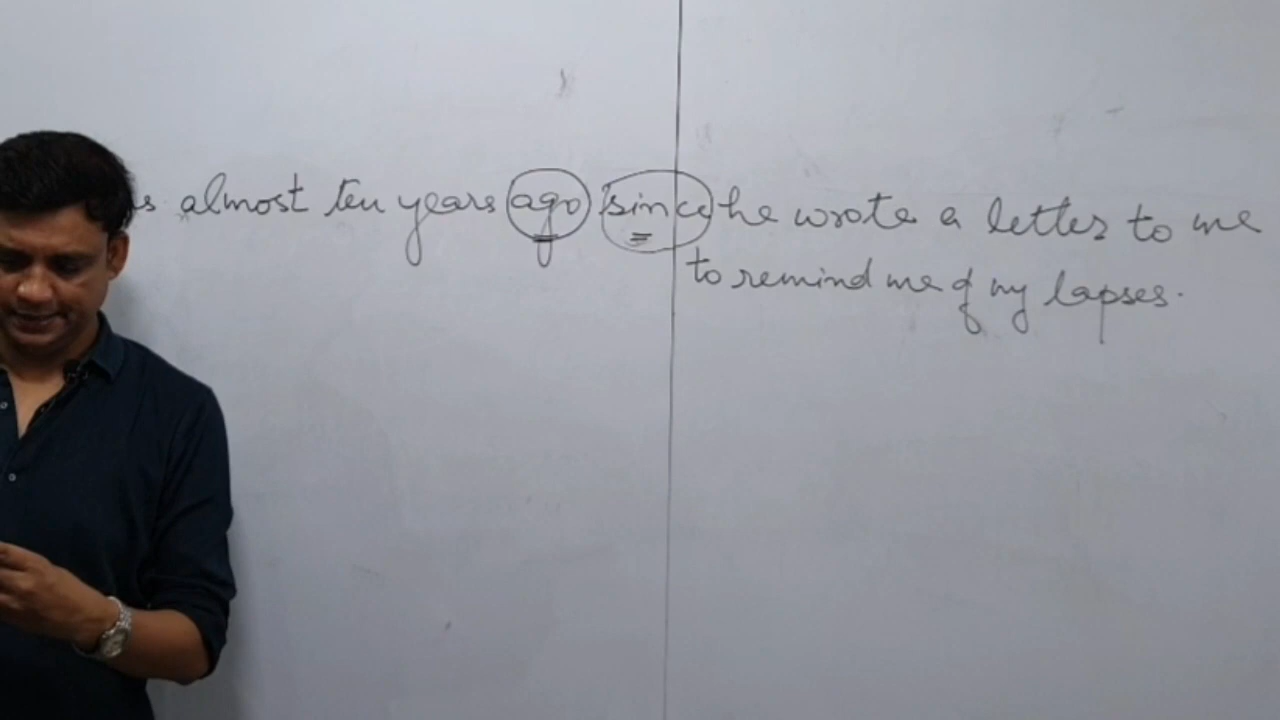 almost ten years ago since he wrote a letter to me
to remind me of my lapses.